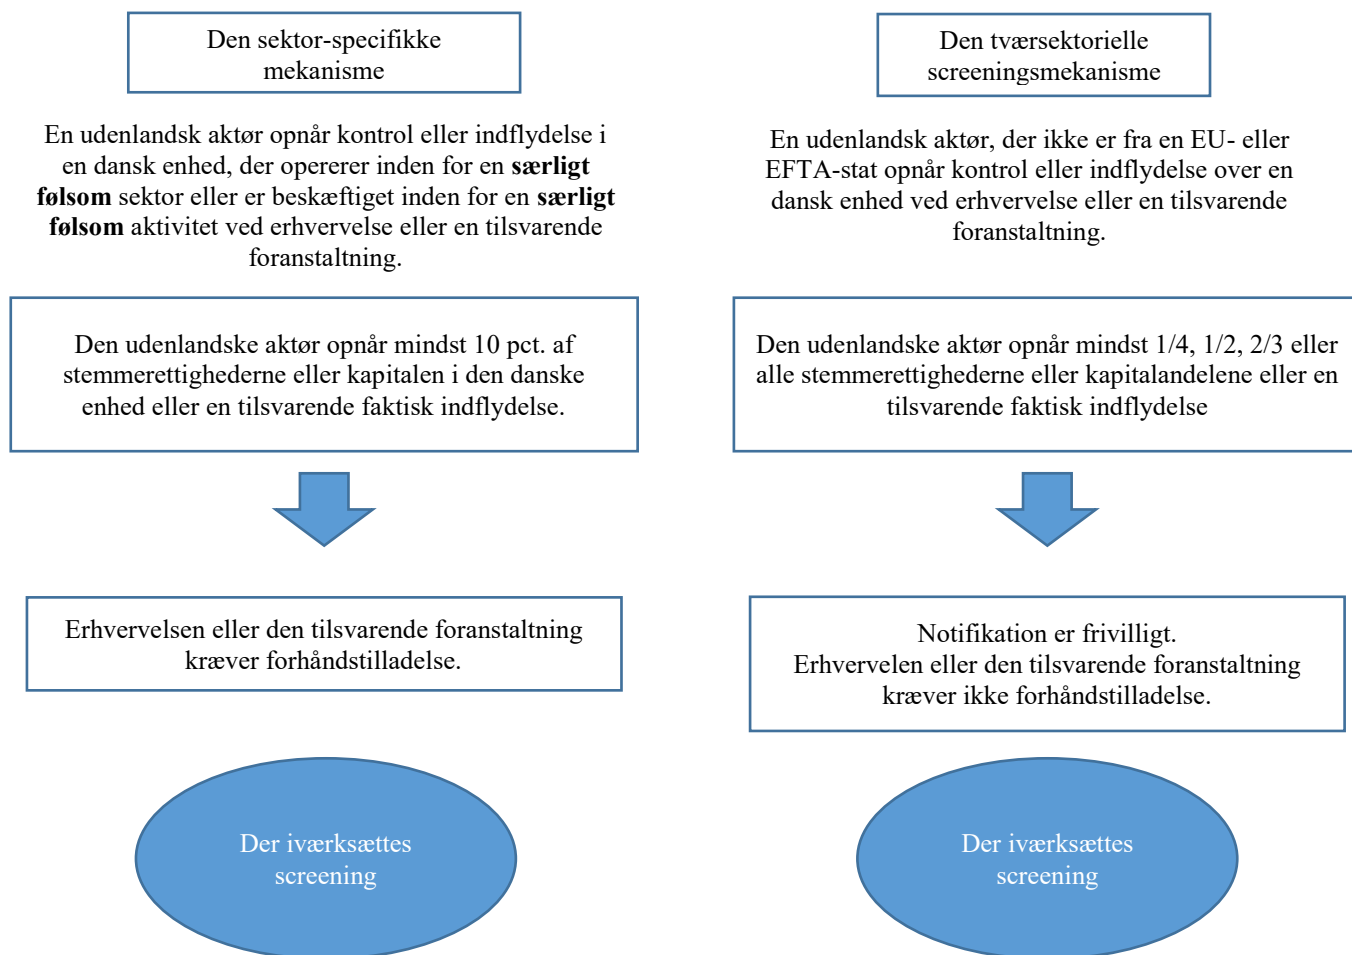 Den sektor-specifikke
mekanisme
En udenlandsk aktør opnår kontrol eller indflydelse i
en dansk enhed, der opererer inden for en særligt
følsom sektor eller er beskæftiget inden for en særligt
følsom aktivitet ved erhvervelse eller en tilsvarende
foranstaltning.
Den udenlandske aktør opnår mindst 10 pct. af
stemmerettighederne eller kapitalen i den danske
enhed eller en tilsvarende faktisk indflydelse.
Erhvervelsen eller den tilsvarende foranstaltning
kræver forhåndstilladelse.
Der iværksættes
screening
Den tværsektorielle
screeningsmekanisme
En udenlandsk aktør, der ikke er fra en EU- eller
EFTA-stat opnår kontrol eller indflydelse over en
dansk enhed ved erhvervelse eller en tilsvarende
foranstaltning.
Den udenlandske aktør opnår mindst 1/4, 1/2, 2/3 eller
alle stemmerettighederne eller kapitalandelene eller en
tilsvarende faktisk indflydelse
Notifikation er frivilligt.
Erhvervelen eller den tilsvarende foranstaltning
kræver ikke forhåndstilladelse.
Der iværksættes
screening